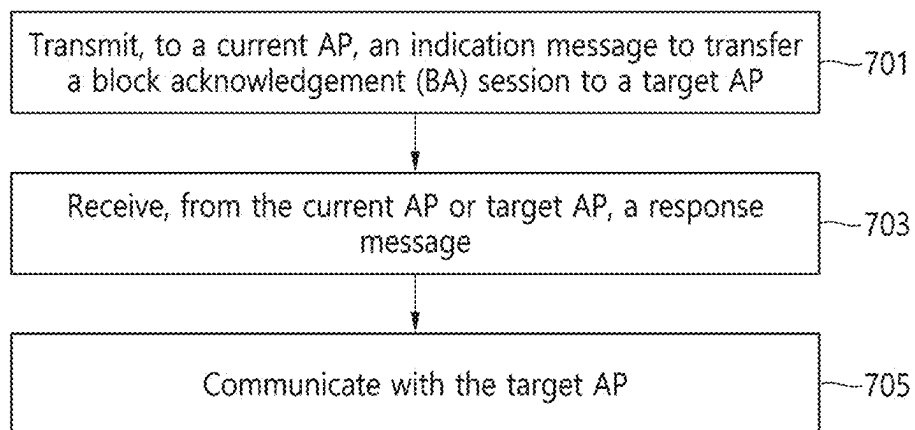 Transmit, to a current AP, an indication message to transfer
a block acknowledgement (BA) session to a target AP
701
Receive, from the current AP or target AP, a response
message
703
Communicate with the target AP
705